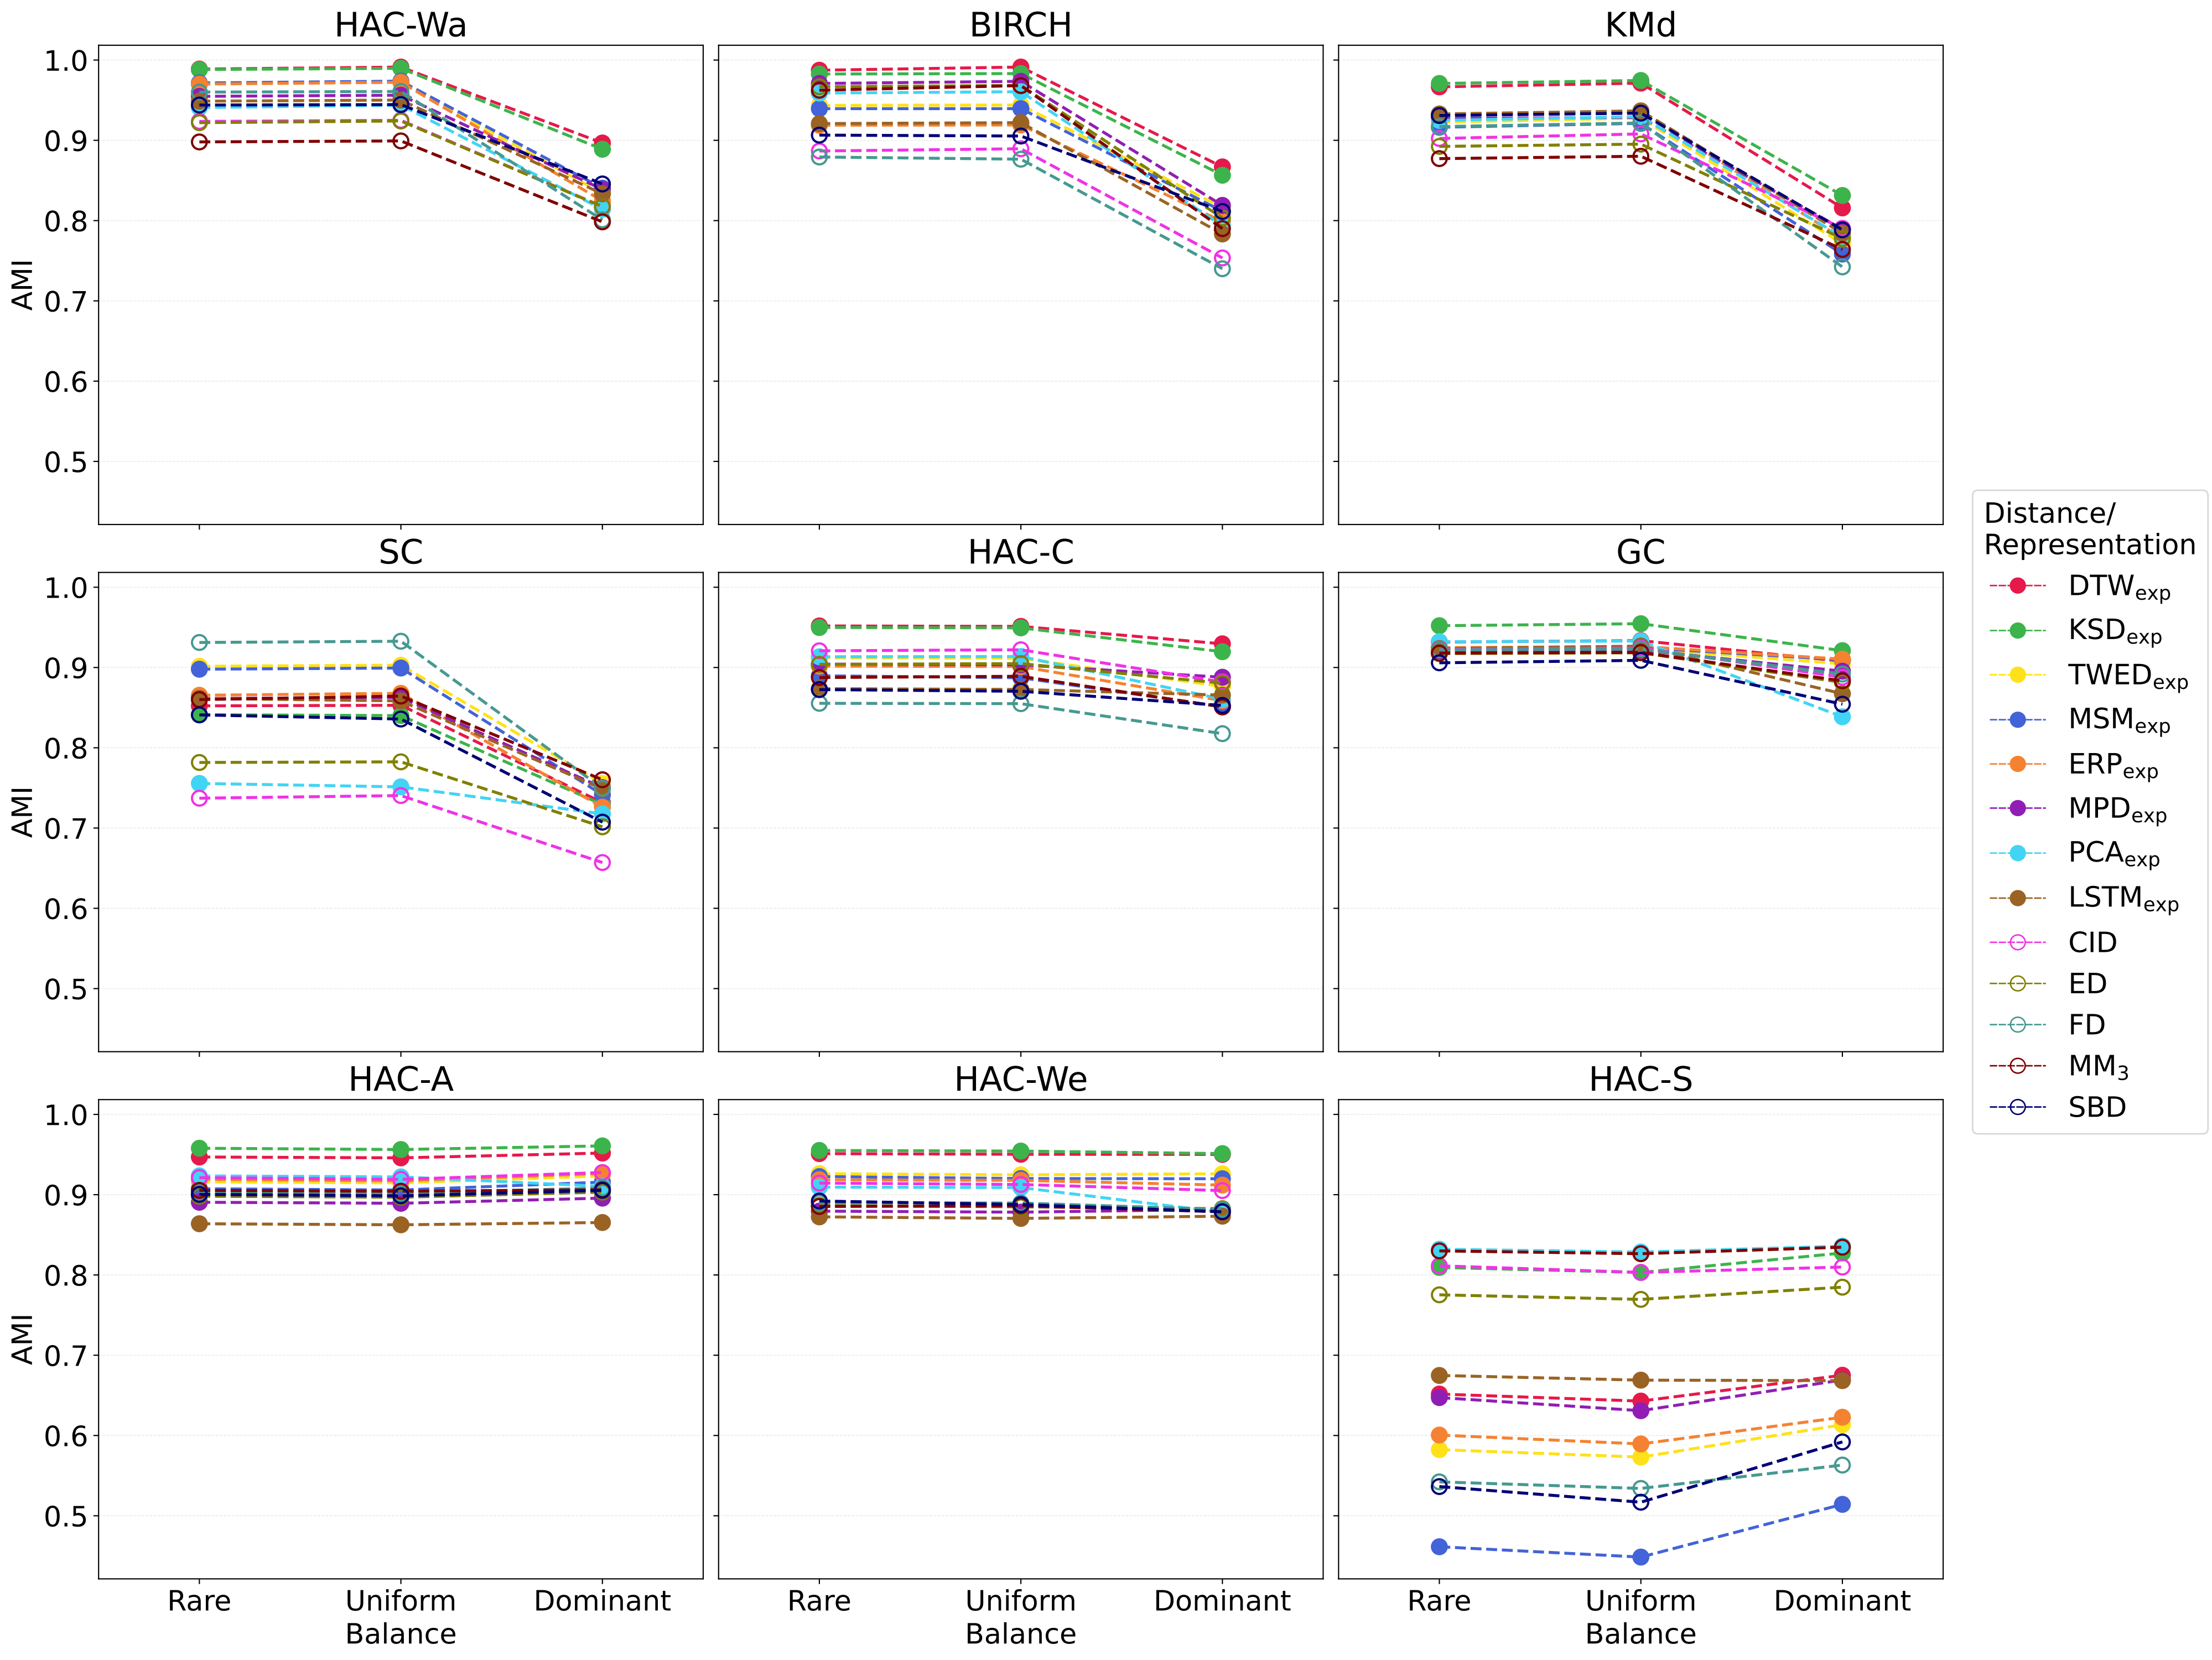 HAC-Wa
BIRCH
KMd
1.0
0.9
0.8
0.7
0.6
0.5
AMI
SC
HAC-C
GC
1.0
0.9
0.8
0.7
0.6
0.5
AMI
HAC-A
HAC-We
HAC-S
1.0
0.9
0.8
0.7
0.6
0.5
AMI
Rare Uniform Dominant
Balance
Rare Uniform Dominant
Balance
Rare Uniform Dominant
Balance
Distance/
Representation
DTWexp
KSDexp
TWEDexp
MSMexp
ERPexp
MPDexp
PCAexp
LSTMexp
CID
ED
FD
MM3
SBD